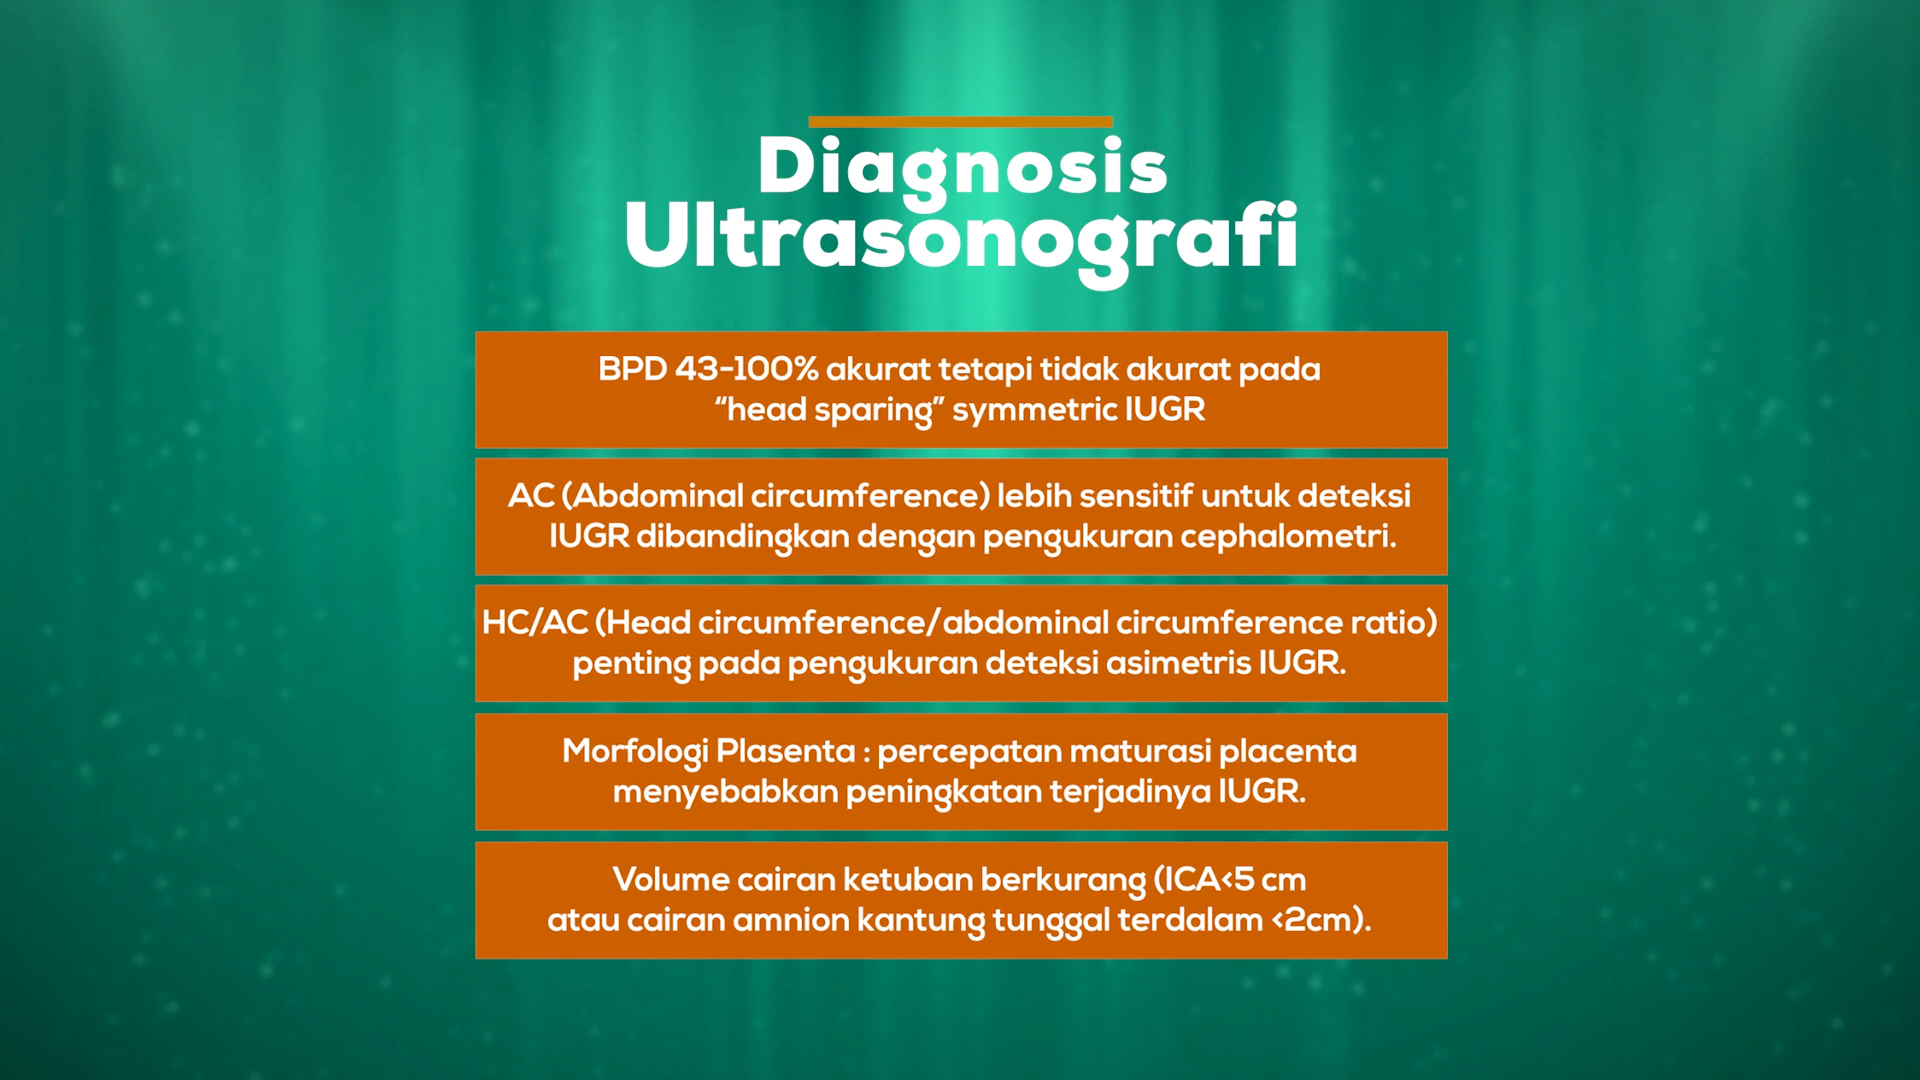 Diagnosis
Ultrasonografi
BPD 43-100% akurat tetapi tidak akurat pada
“head sparing” symmetric IUGR
AC (Abdominal circumference) lebih sensitif untuk deteksi
IUGR dibandingkan dengan pengukuran cephalometri.
HC/AC (Head circumference/abdominal circumference ratio)
penting pada pengukuran deteksi asimetris IUGR.
Morfologi Plasenta : percepatan maturasi placenta
menyebabkan peningkatan terjadinya IUGR.
Volume cairan ketuban berkurang (ICA<5 cm
atau cairan amnion kantung tunggal terdalam <2cm).